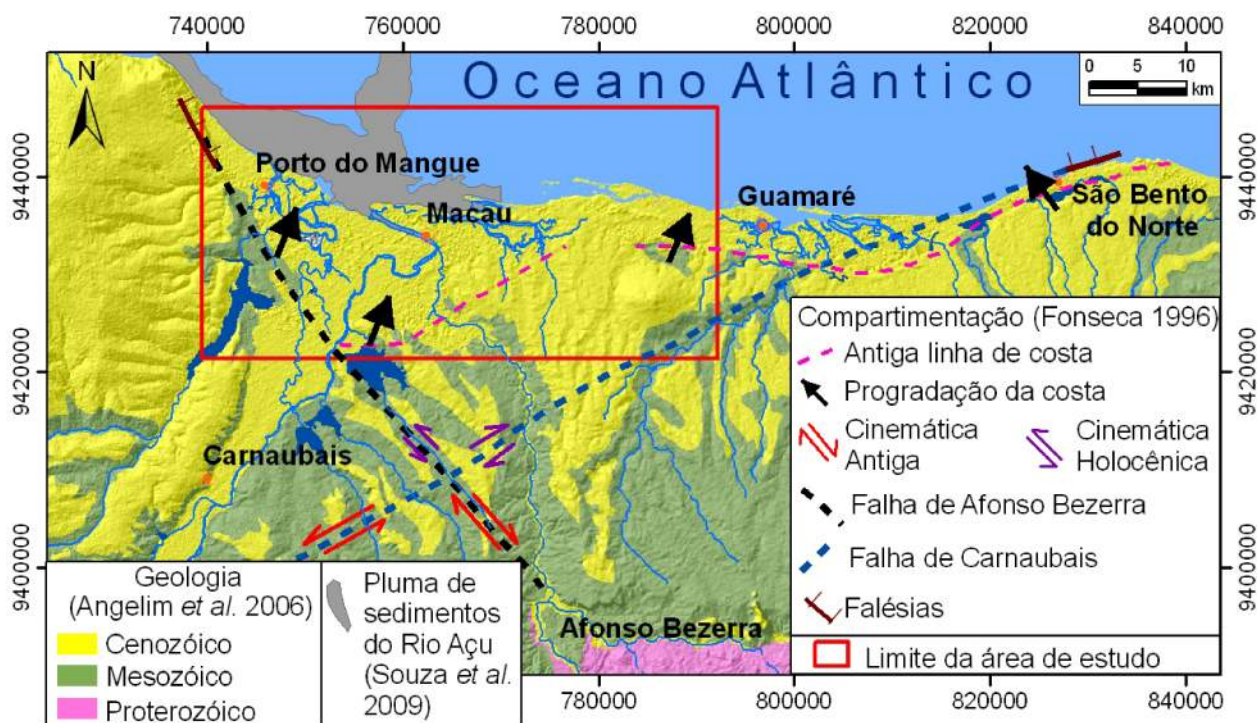 740000 760000 780000 800000 820000 840000
N
Oceano Atlântico
0 5 10
km
9440000
9440000
Porto do Mangue
Macau
Guamaré
São Bento
do Norte
9420000
9420000
Carnaubais
9400000
9400000
Afonso Bezerra
Compartimentação (Fonseca 1996)
Antiga linha de costa
Progradação da costa
Cinemática
Antiga
Cinemática
Holocênica
Falha de Afonso Bezerra
Falha de Carnaubais
Falésias
Limite da área de estudo
Geologia
(Angelim et al. 2006)
Cenozóico
Mesozóico
Proterozóico
Pluma de
sedimentos
do Rio Açu
(Souza et al.
2009)
780000 800000 820000 840000